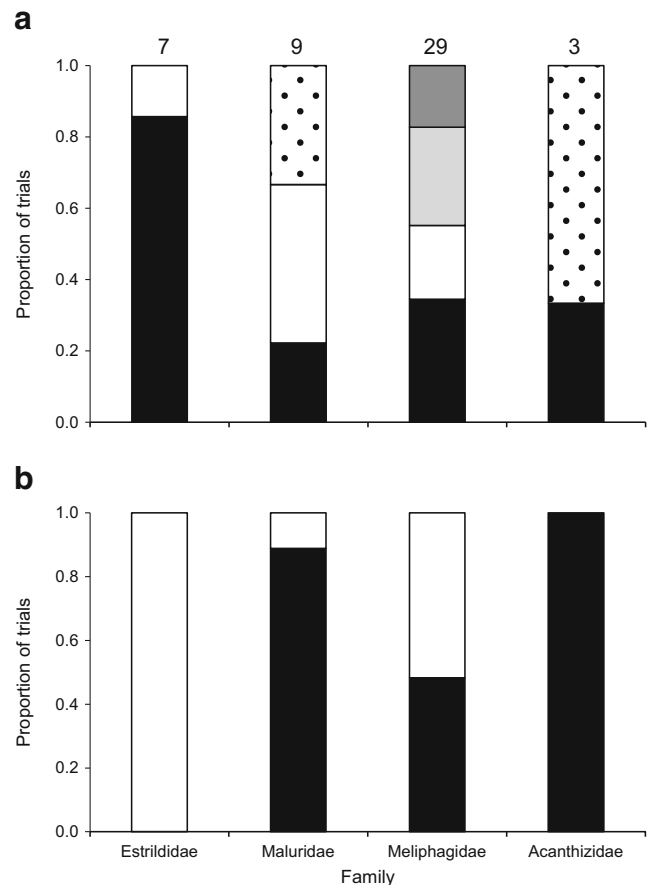 a
7 9 29 3
1.0
0.8
0.6
0.4
0.2
0.0
Proportion of trials
b
1.0
0.8
0.6
0.4
0.2
0.0
Proportion of trials
Estrildidae Maluridae Meliphagidae Acanthizidae
Family